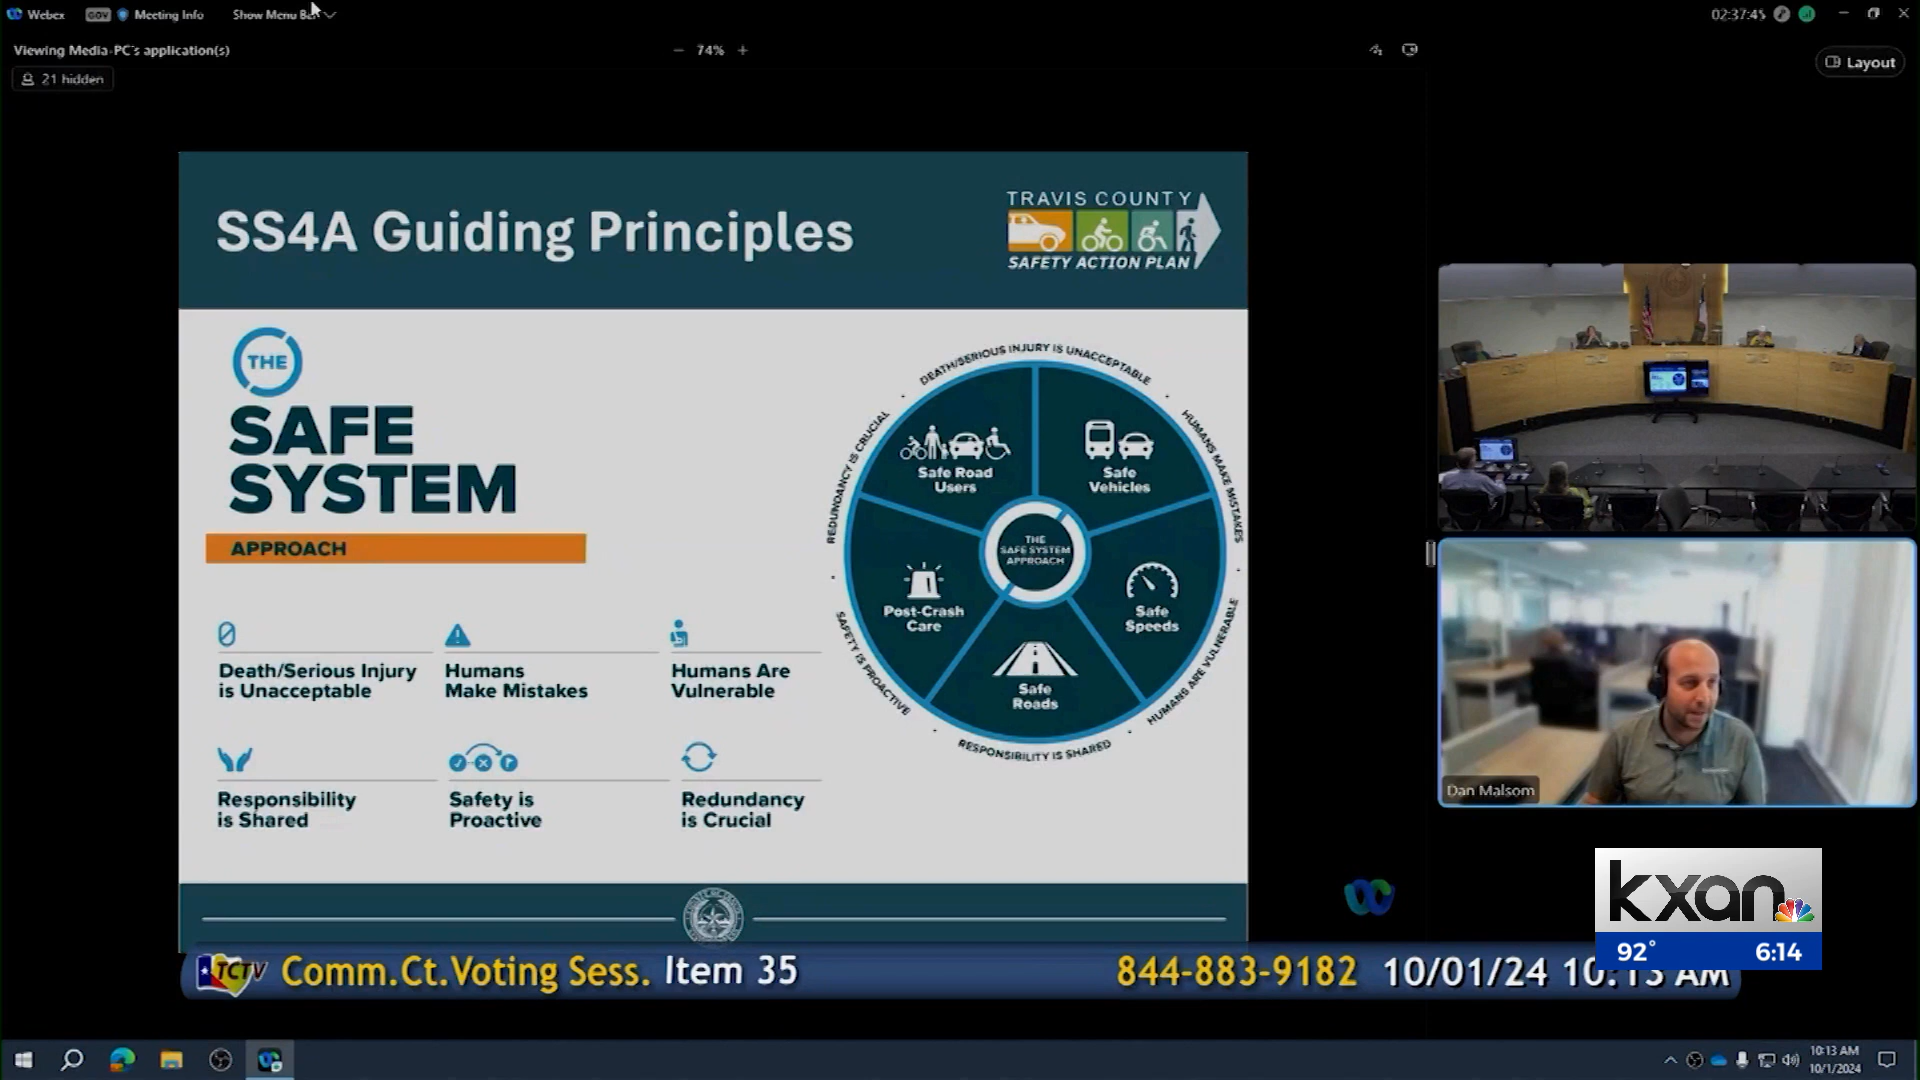 Webex GOV Meeting Info Show Menu Bar
02:37:45
Viewing Media-PC's application(s)
74%
21 hidden
Layout
SS4A Guiding Principles
TRAVIS COUNTY
SAFETY ACTION PLAN
THE
SAFE
SYSTEM
APPROACH
Death/Serious Injury
is Unacceptable
Humans
Make Mistakes
Humans Are
Vulnerable
Responsibility
is Shared
Safety is
Proactive
Redundancy
is Crucial
DEATH/SERIOUS INJURY IS UNACCEPTABLE
HUMANS MAKE MISTAKES
HUMANS ARE VULNERABLE
RESPONSIBILITY IS SHARED
SAFETY IS PROACTIVE
REDUNDANCY IS CRUCIAL
Safe Road
Users
Safe
Vehicles
THE
SAFE SYSTEM
APPROACH
Post-Crash
Care
Safe
Speeds
Safe
Roads
Dan Malsom
kxan
92° 6:14
TCTV Comm.Ct.Voting Sess. Item 35 844-883-9182 10/01/24 10:13 AM
10:13 AM
10/1/2024